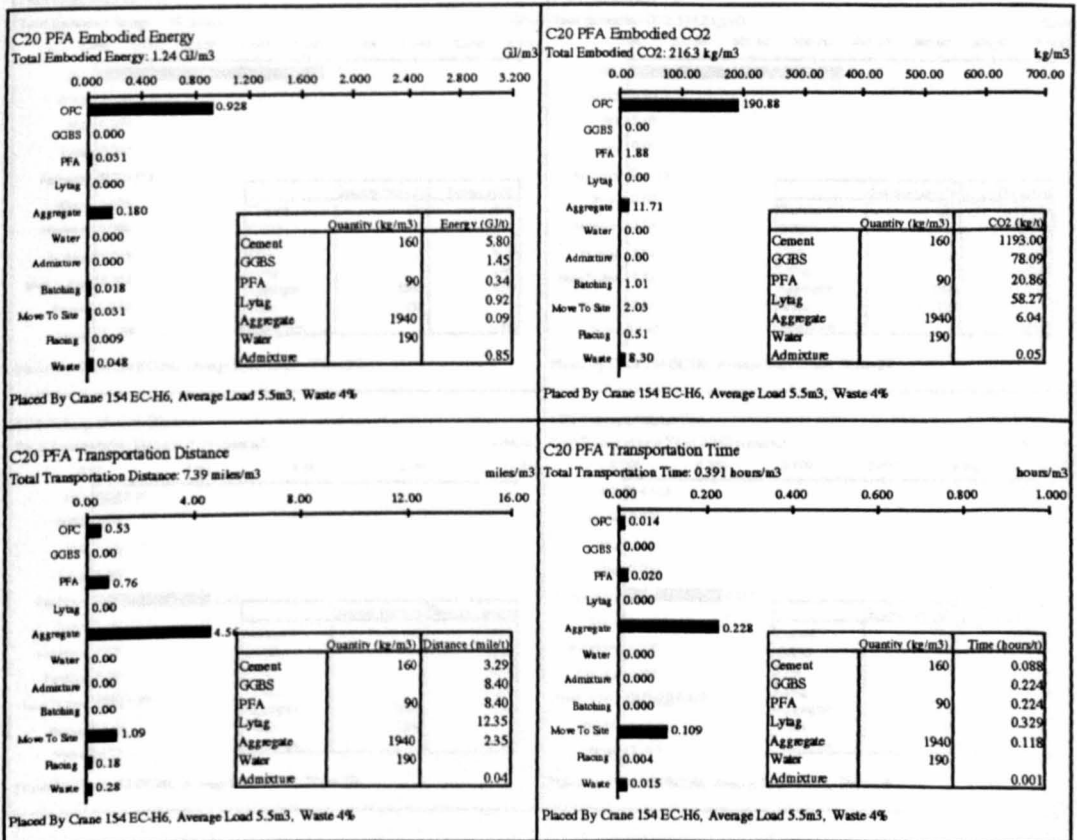 C20 PFA Embodied Energy
Total Embodied Energy: 1.24 GJ/m3 GJ/m3
0.000 0.400 0.800 1.200 1.600 2.000 2.400 2.800 3.200
OPC 0.928
GGBS 0.000
PFA 0.031
Lytag 0.000
Aggregate 0.180
Water 0.000
Admixture 0.000
Batching 0.018
Move To Site 0.031
Placing 0.009
Waste 0.048
Quantity (kg/m3) Energy (GJ/t)
Cement 160 5.80
GGBS 1.45
PFA 90 0.34
Lytag 0.92
Aggregate 1940 0.09
Water 190
Admixture 0.85
Placed By Crane 154 EC-H6, Average Load 5.5m3, Waste 4%
C20 PFA Embodied CO2
Total Embodied CO2: 216.3 kg/m3 kg/m3
0.00 100.00 200.00 300.00 400.00 500.00 600.00 700.00
OPC 190.88
GGBS 0.00
PFA 1.88
Lytag 0.00
Aggregate 11.71
Water 0.00
Admixture 0.00
Batching 1.01
Move To Site 2.03
Placing 0.51
Waste 8.30
Quantity (kg/m3) CO2 (kg/t)
Cement 160 1193.00
GGBS 78.09
PFA 90 20.86
Lytag 58.27
Aggregate 1940 6.04
Water 190
Admixture 0.05
Placed By Crane 154 EC-H6, Average Load 5.5m3, Waste 4%
C20 PFA Transportation Distance
Total Transportation Distance: 7.39 miles/m3 miles/m3
0.00 4.00 8.00 12.00 16.00
OPC 0.53
GGBS 0.00
PFA 0.76
Lytag 0.00
Aggregate 4.56
Water 0.00
Admixture 0.00
Batching 0.00
Move To Site 1.09
Placing 0.18
Waste 0.28
Quantity (kg/m3) Distance (mile/t)
Cement 160 3.29
GGBS 8.40
PFA 90 8.40
Lytag 12.35
Aggregate 1940 2.35
Water 190
Admixture 0.04
Placed By Crane 154 EC-H6, Average Load 5.5m3, Waste 4%
C20 PFA Transportation Time
Total Transportation Time: 0.391 hours/m3 hours/m3
0.000 0.200 0.400 0.600 0.800 1.000
OPC 0.014
GGBS 0.000
PFA 0.020
Lytag 0.000
Aggregate 0.228
Water 0.000
Admixture 0.000
Batching 0.000
Move To Site 0.109
Placing 0.004
Waste 0.015
Quantity (kg/m3) Time (hours/t)
Cement 160 0.088
GGBS 0.224
PFA 90 0.224
Lytag 0.329
Aggregate 1940 0.118
Water 190
Admixture 0.001
Placed By Crane 154 EC-H6, Average Load 5.5m3, Waste 4%